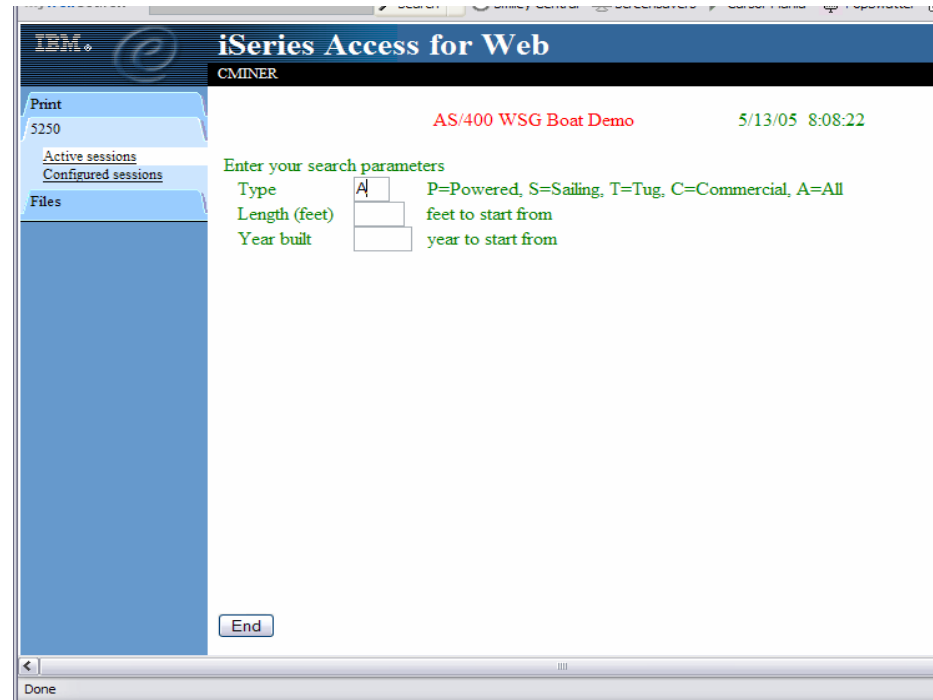 IBM.
iSeries Access for Web
CMINER
Print
5250
Active sessions
Configured sessions
Files
AS/400 WSG Boat Demo 5/13/05 8:08:22
Enter your search parameters
Type A P=Powered, S=Sailing, T=Tug, C=Commercial, A=All
Length (feet) feet to start from
Year built year to start from
End
Done